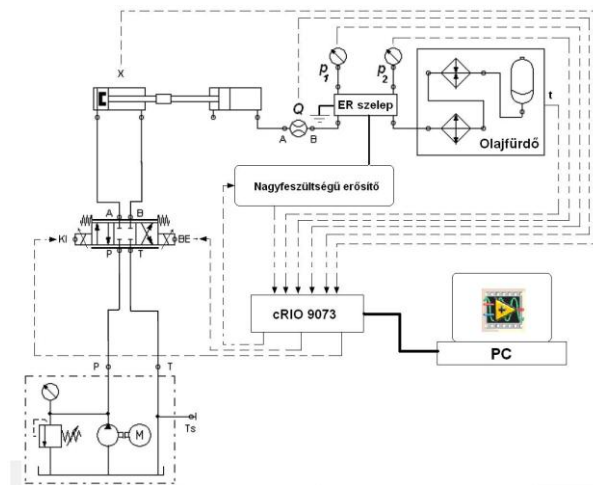 X
p1
p2
Q
ER szelep
A
B
Olajfürdő
t
Nagyfeszültségű erősítő
A
B
KI
BE
P
T
cRIO 9073
PC
P
T
Ts
M